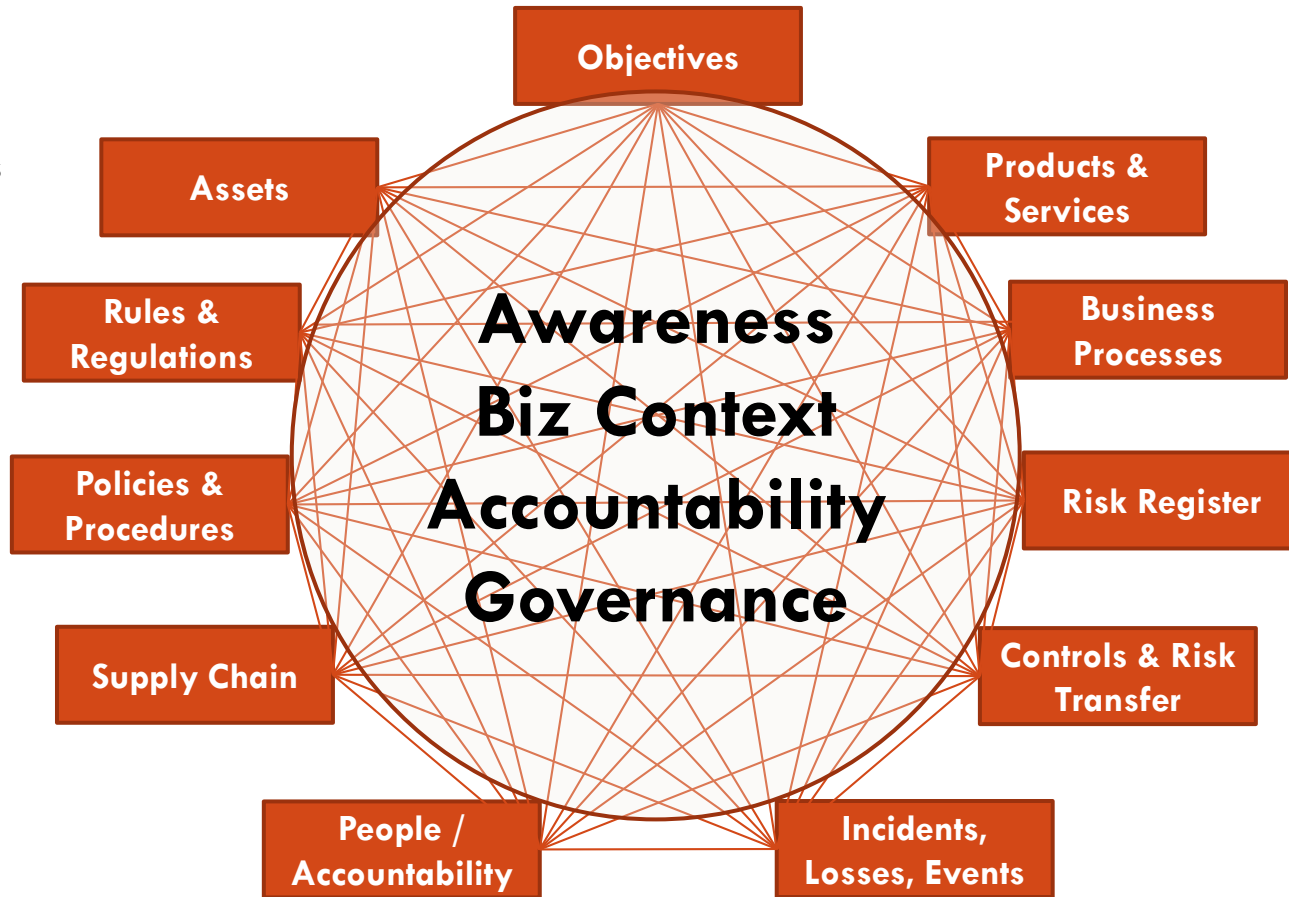 Objectives
Assets
Products &
Services
Rules &
Regulations
Business
Processes
Awareness
Biz Context
Accountability
Governance
Policies &
Procedures
Risk Register
Supply Chain
Controls & Risk
Transfer
People /
Accountability
Incidents,
Losses, Events